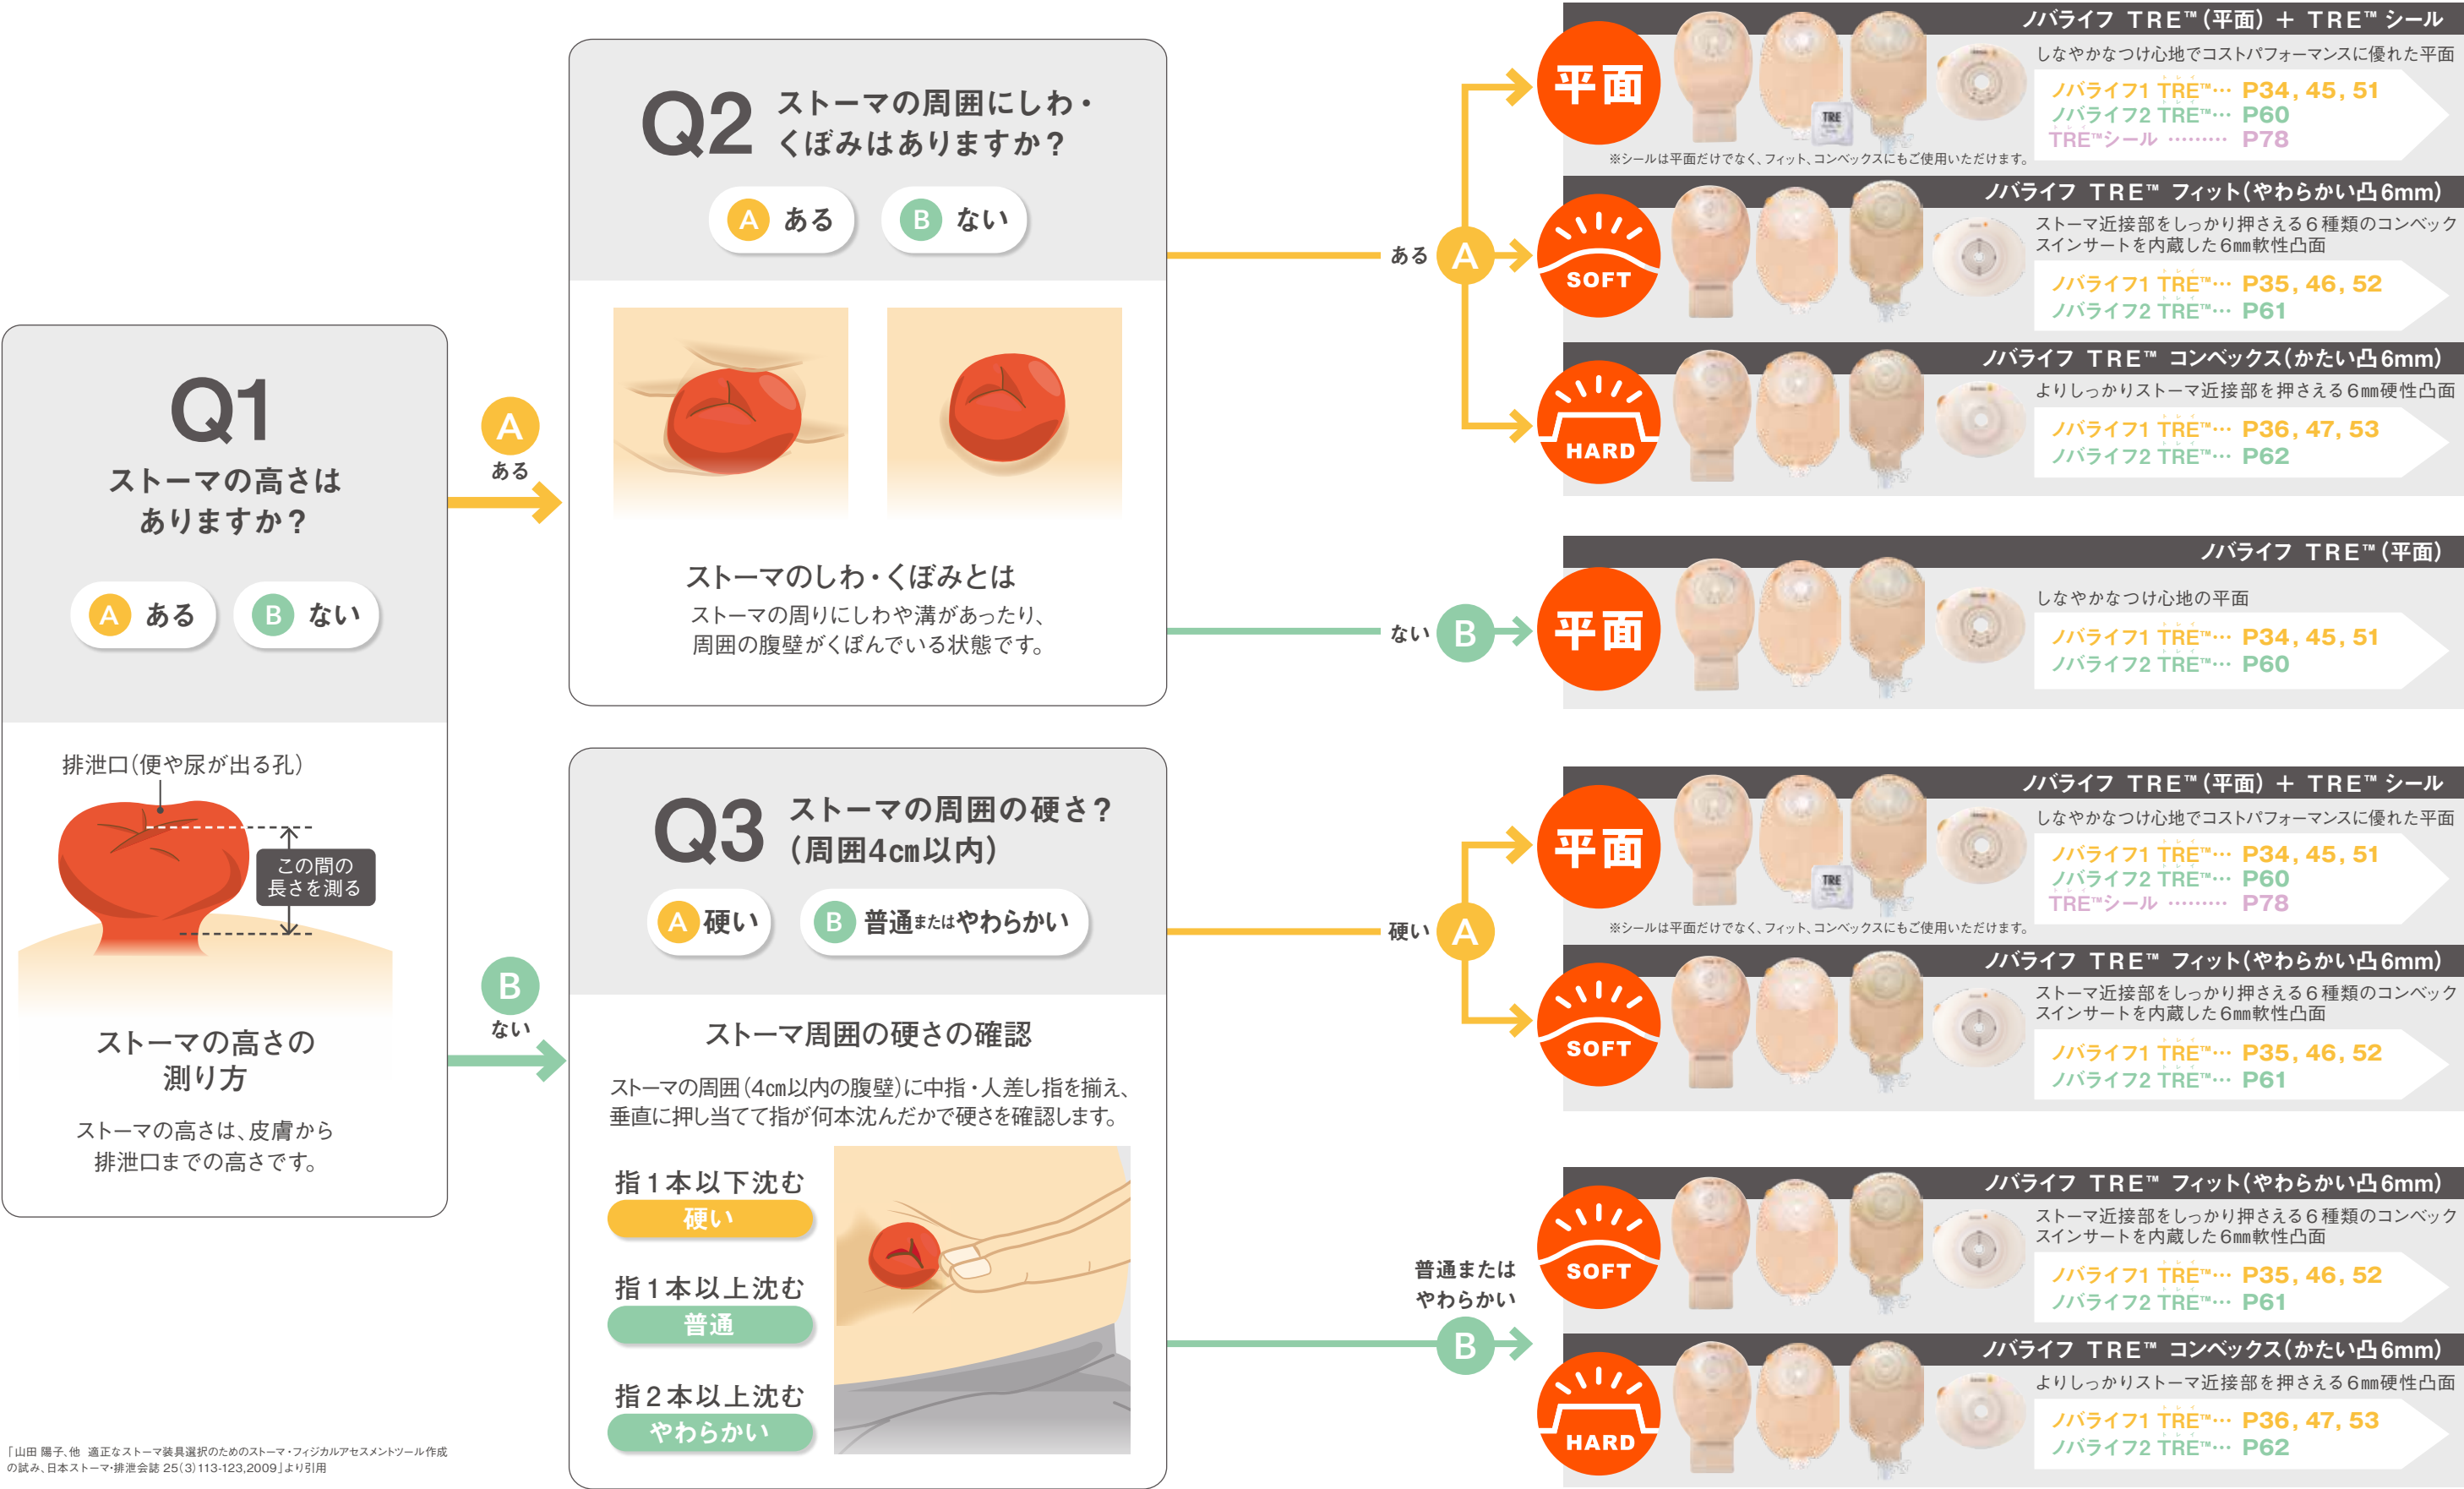 Q1
ストーマの高さは
ありますか？
A ある B ない
排泄口（便や尿が出る孔）
この間の
長さを測る
ストーマの高さの
測り方
ストーマの高さは、皮膚から
排泄口までの高さです。
「山田 陽子、他 適正なストーマ装具選択のためのストーマ・フィジカルアセスメントツール作成
の試み、日本ストーマ・排泄会誌 25（3）113-123,2009」より引用
A
ある
B
ない
Q2 ストーマの周囲にしわ・
くぼみはありますか？
A ある B ない
ストーマのしわ・くぼみとは
ストーマの周りにしわや溝があったり、
周囲の腹壁がくぼんでいる状態です。
Q3 ストーマの周囲の硬さ？
（周囲4㎝以内）
A 硬い B 普通またはやわらかい
ストーマ周囲の硬さの確認
ストーマの周囲（4㎝以内の腹壁）に中指・人差し指を揃え、
垂直に押し当てて指が何本沈んだかで硬さを確認します。
指1本以下沈む
硬い
指1本以上沈む
普通
指2本以上沈む
やわらかい
ある A
平面
ノバライフ TRE™（平面）＋ TRE™ シール
しなやかなつけ心地でコストパフォーマンスに優れた平面
TRE
ノバライフ1 TRE™… P34, 45, 51
ノバライフ2 TRE™… P60
TRE™シール ……… P78
※シールは平面だけでなく、フィット、コンベックスにもご使用いただけます。
SOFT
ノバライフ TRE™ フィット（やわらかい凸6mm）
ストーマ近接部をしっかり押さえる6種類のコンベック
スインサートを内蔵した6㎜軟性凸面
ノバライフ1 TRE™… P35, 46, 52
ノバライフ2 TRE™… P61
HARD
ノバライフ TRE™ コンベックス（かたい凸6mm）
よりしっかりストーマ近接部を押さえる6㎜硬性凸面
ノバライフ1 TRE™… P36, 47, 53
ノバライフ2 TRE™… P62
ない B
平面
ノバライフ TRE™（平面）
しなやかなつけ心地の平面
ノバライフ1 TRE™… P34, 45, 51
ノバライフ2 TRE™… P60
硬い A
平面
ノバライフ TRE™（平面）＋ TRE™ シール
しなやかなつけ心地でコストパフォーマンスに優れた平面
TRE
ノバライフ1 TRE™… P34, 45, 51
ノバライフ2 TRE™… P60
TRE™シール ……… P78
※シールは平面だけでなく、フィット、コンベックスにもご使用いただけます。
SOFT
ノバライフ TRE™ フィット（やわらかい凸6mm）
ストーマ近接部をしっかり押さえる6種類のコンベック
スインサートを内蔵した6㎜軟性凸面
ノバライフ1 TRE™… P35, 46, 52
ノバライフ2 TRE™… P61
普通または
やわらかい
B
SOFT
ノバライフ TRE™ フィット（やわらかい凸6mm）
ストーマ近接部をしっかり押さえる6種類のコンベック
スインサートを内蔵した6㎜軟性凸面
ノバライフ1 TRE™… P35, 46, 52
ノバライフ2 TRE™… P61
HARD
ノバライフ TRE™ コンベックス（かたい凸6mm）
よりしっかりストーマ近接部を押さえる6㎜硬性凸面
ノバライフ1 TRE™… P36, 47, 53
ノバライフ2 TRE™… P62